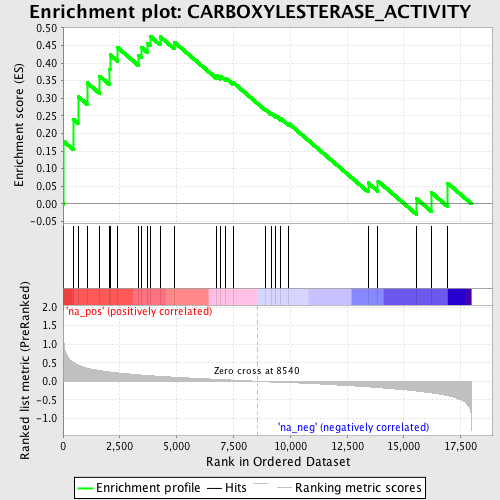 Enrichment plot: CARBOXYLESTERASE_ACTIVITY
Enrichment score (ES)
0.50
0.45
0.40
0.35
0.30
0.25
0.20
0.15
0.10
0.05
0.00
-0.05
'na_pos' (positively correlated)
Ranked list metric (PreRanked)
2.0
1.5
1.0
0.5
0.0
-0.5
-1.0
Zero cross at 8540
'na_neg' (negatively correlated)
0 2,500 5,000 7,500 10,000 12,500 15,000 17,500
Rank in Ordered Dataset
Enrichment profile Hits Ranking metric scores